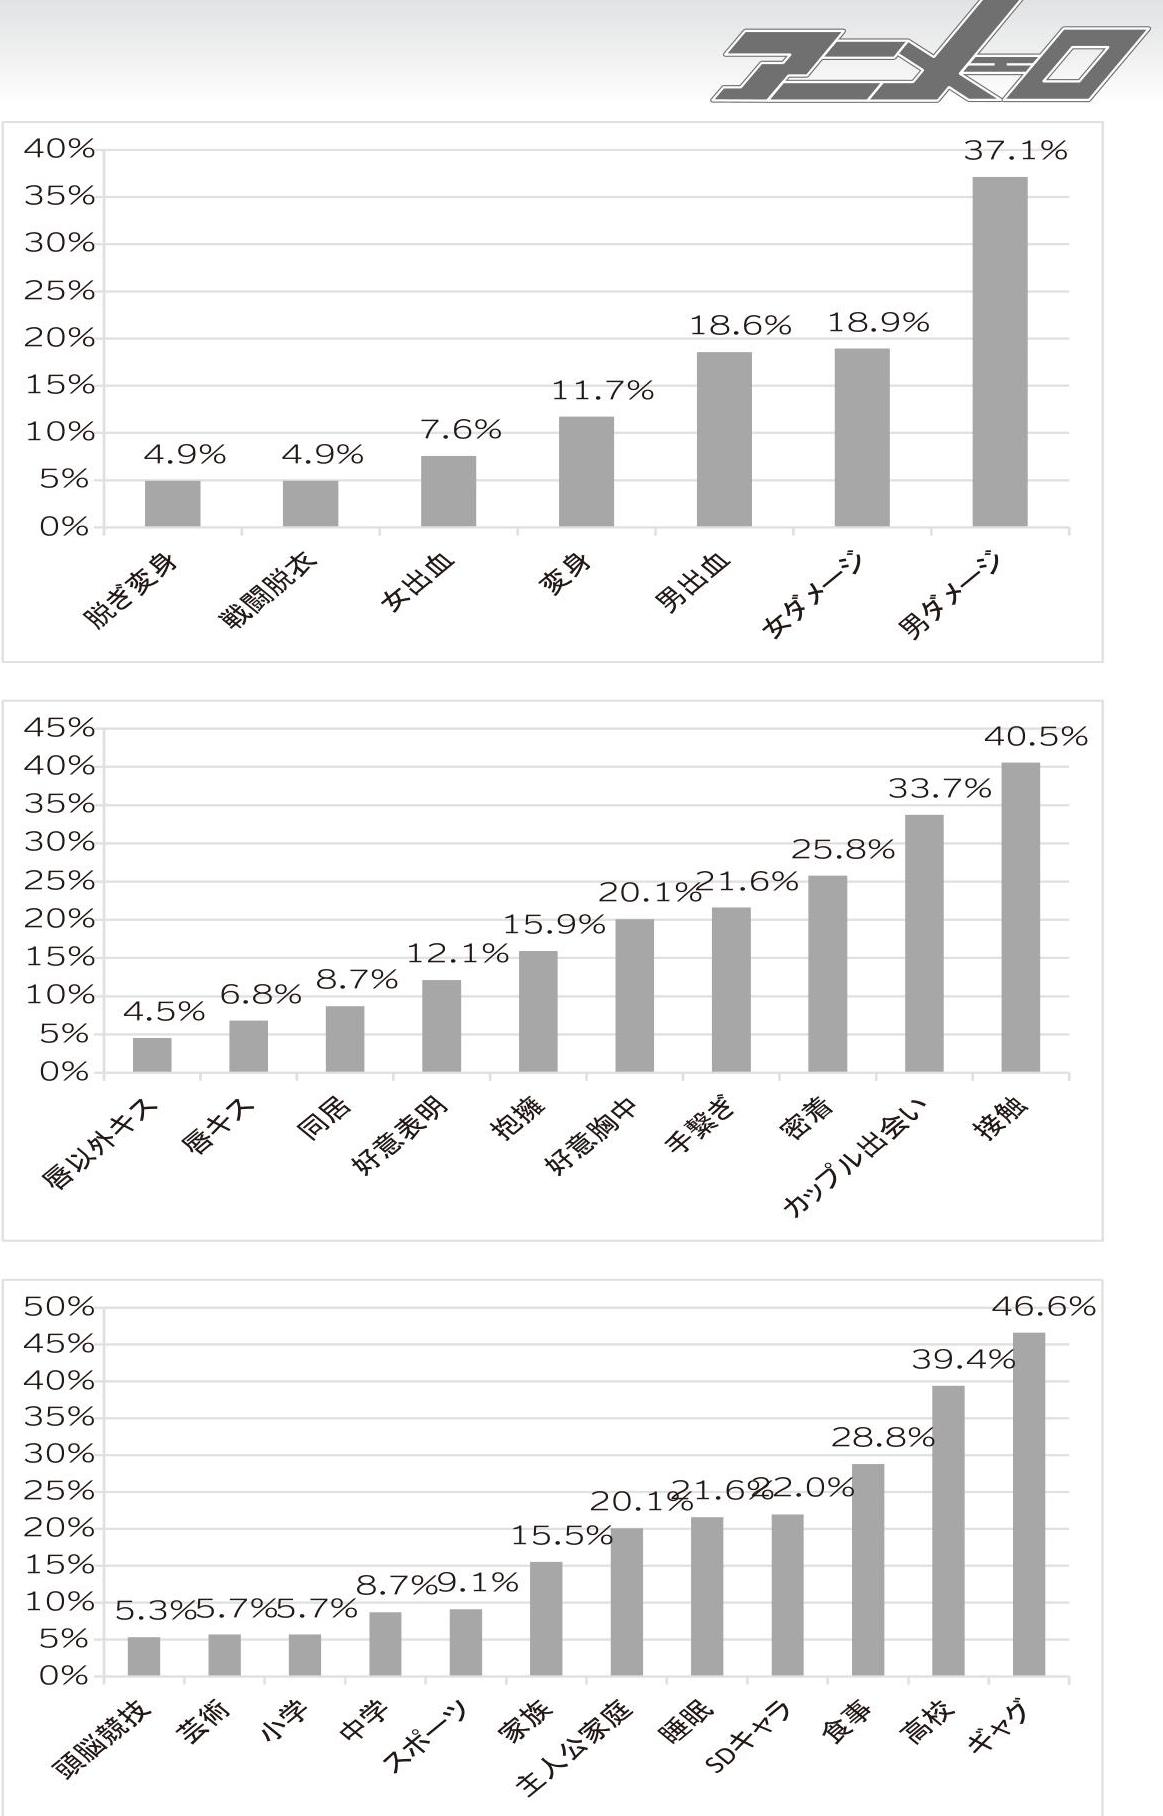 アニメロ
40%
35%
30%
25%
20%
15%
10%
5%
0%
4.9%
4.9%
7.6%
11.7%
18.6%
18.9%
37.1%
脱ぎ変身
戦闘脱衣
女出血
変身
男出血
女ダメージ
男ダメージ
45%
40%
35%
30%
25%
20%
15%
10%
5%
0%
4.5%
6.8%
8.7%
12.1%
15.9%
20.1%
21.6%
25.8%
33.7%
40.5%
唇以外キス
唇キス
同居
好意表明
抱擁
好意胸中
手繋ぎ
密着
カップル出会い
接触
50%
45%
40%
35%
30%
25%
20%
15%
10%
5%
0%
5.3%
5.7%
5.7%
8.7%
9.1%
15.5%
20.1%
21.6%
22.0%
28.8%
39.4%
46.6%
頭脳競技
芸術
小学
中学
スポーツ
家族
主人公家庭
睡眠
SDキャラ
食事
高校
ギャグ